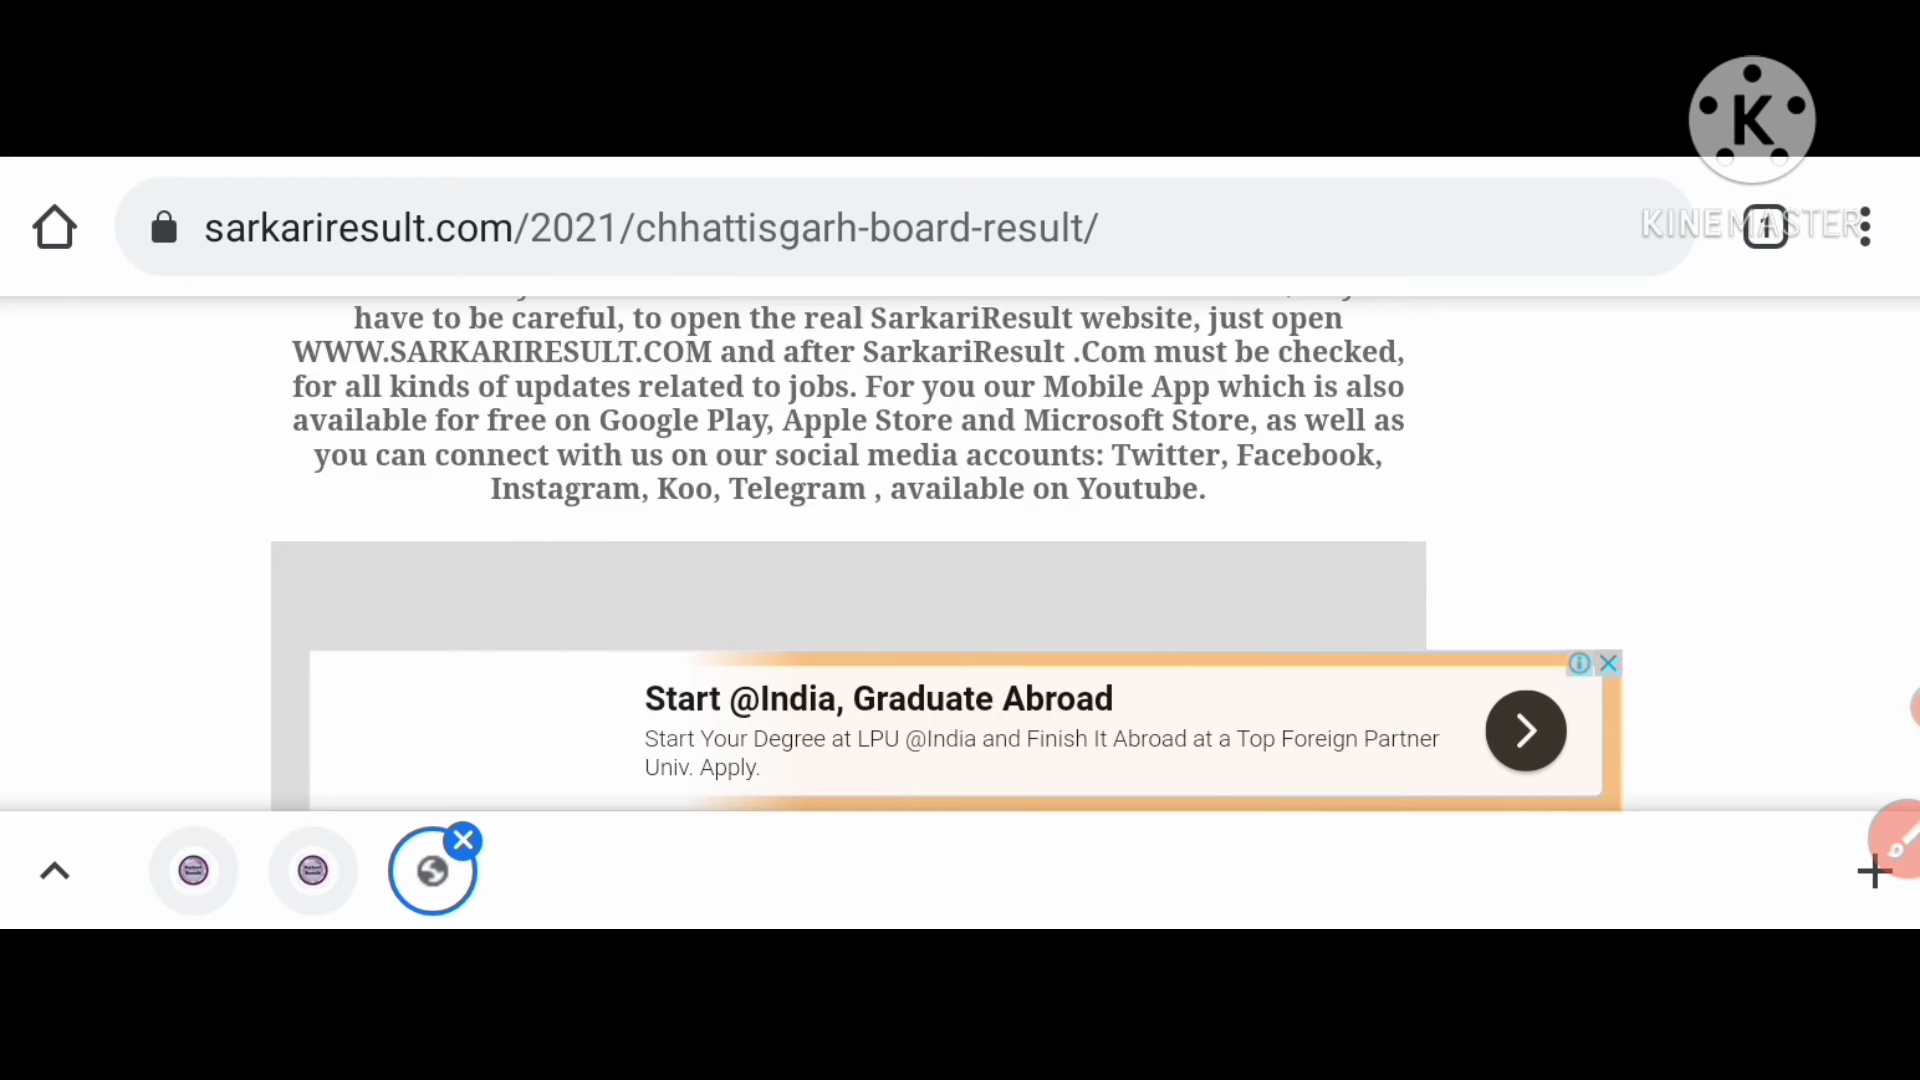 K
sarkariresult.com/2021/chhattisgarh-board-result/
KINEMASTER
1
have to be careful, to open the real SarkariResult website, just open
WWW.SARKARIRESULT.COM and after SarkariResult .Com must be checked,
for all kinds of updates related to jobs. For you our Mobile App which is also
available for free on Google Play, Apple Store and Microsoft Store, as well as
you can connect with us on our social media accounts: Twitter, Facebook,
Instagram, Koo, Telegram , available on Youtube.
Start @India, Graduate Abroad
Start Your Degree at LPU @India and Finish It Abroad at a Top Foreign Partner
Univ. Apply.